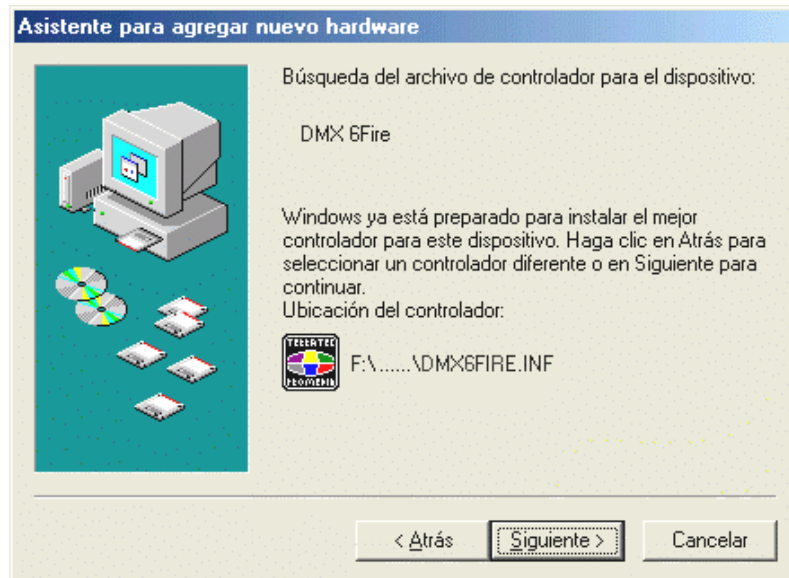 Asistente para agregar nuevo hardware
Búsqueda del archivo de controlador para el dispositivo:
DMX 6Fire
Windows ya está preparado para instalar el mejor
controlador para este dispositivo. Haga clic en Atrás para
seleccionar un controlador diferente o en Siguiente para
continuar.
Ubicación del controlador:
TERRATEC
PROMEDIA
F:\......\DMX6FIRE.INF
< Atrás
Siguiente >
Cancelar